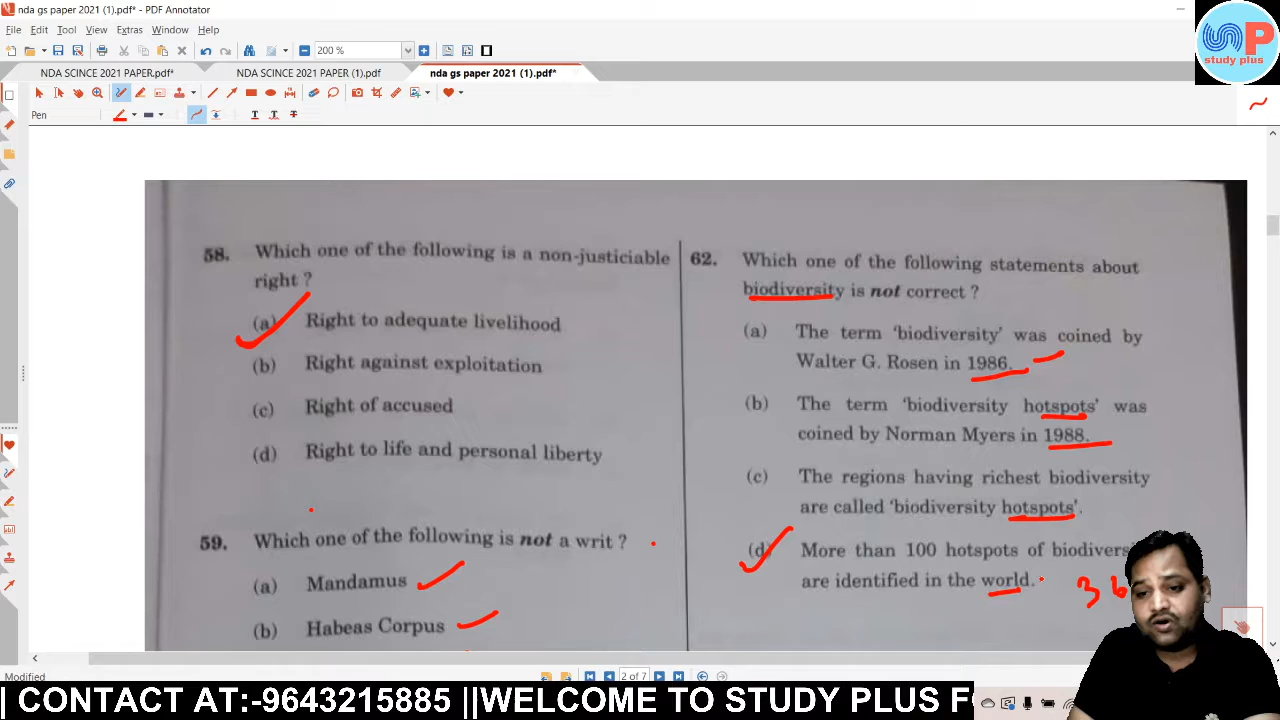 nda gs paper 2021 (1).pdf* - PDF Annotator
File Edit Tool View Extras Window Help
200 %
NDA SCINCE 2021 PAPER.pdf*
NDA SCINCE 2021 PAPER (1).pdf
nda gs paper 2021 (1).pdf*
P
study plus
Pen
58. Which one of the following is a non-justiciable
right ?
(a) Right to adequate livelihood
(b) Right against exploitation
(c) Right of accused
(d) Right to life and personal liberty
59. Which one of the following is not a writ ?
(a) Mandamus
(b) Habeas Corpus
62. Which one of the following statements about
biodiversity is not correct ?
(a) The term 'biodiversity' was coined by
Walter G. Rosen in 1986.
(b) The term 'biodiversity hotspots' was
coined by Norman Myers in 1988.
(c) The regions having richest biodiversity
are called 'biodiversity hotspots'.
(d) More than 100 hotspots of
are identified in the world.
Modified
2 of 7
| CONTACT AT:-9643215885 ||WELCOME TO STUDY PLUS